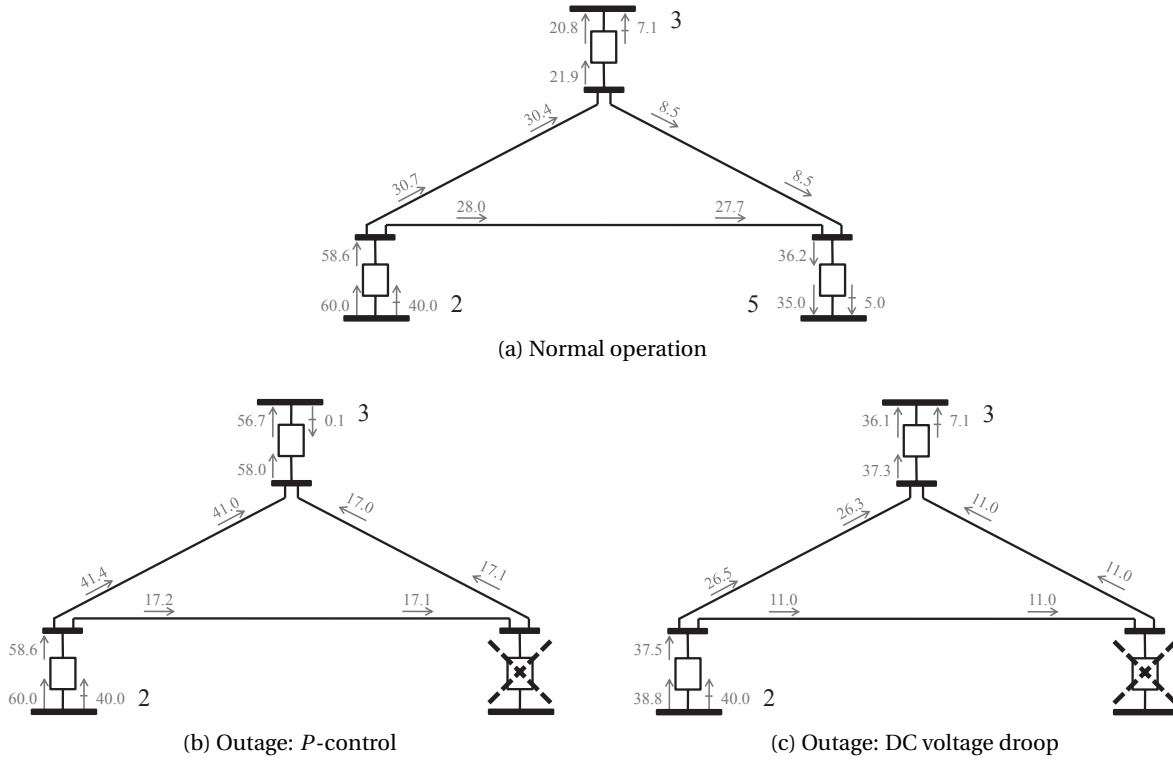 20.8 7.1 3
21.9
30.4 8.5
30.7 8.5
28.0 27.7
58.6 36.2
60.0 40.0 2 5 35.0 5.0
(a) Normal operation
56.7 0.1 3
58.0
41.0 17.0
41.4 17.1
17.2 17.1
58.6
60.0 40.0 2
(b) Outage: P-control
36.1 7.1 3
37.3
26.3 11.0
26.5 11.0
11.0 11.0
37.5
38.8 40.0 2
(c) Outage: DC voltage droop